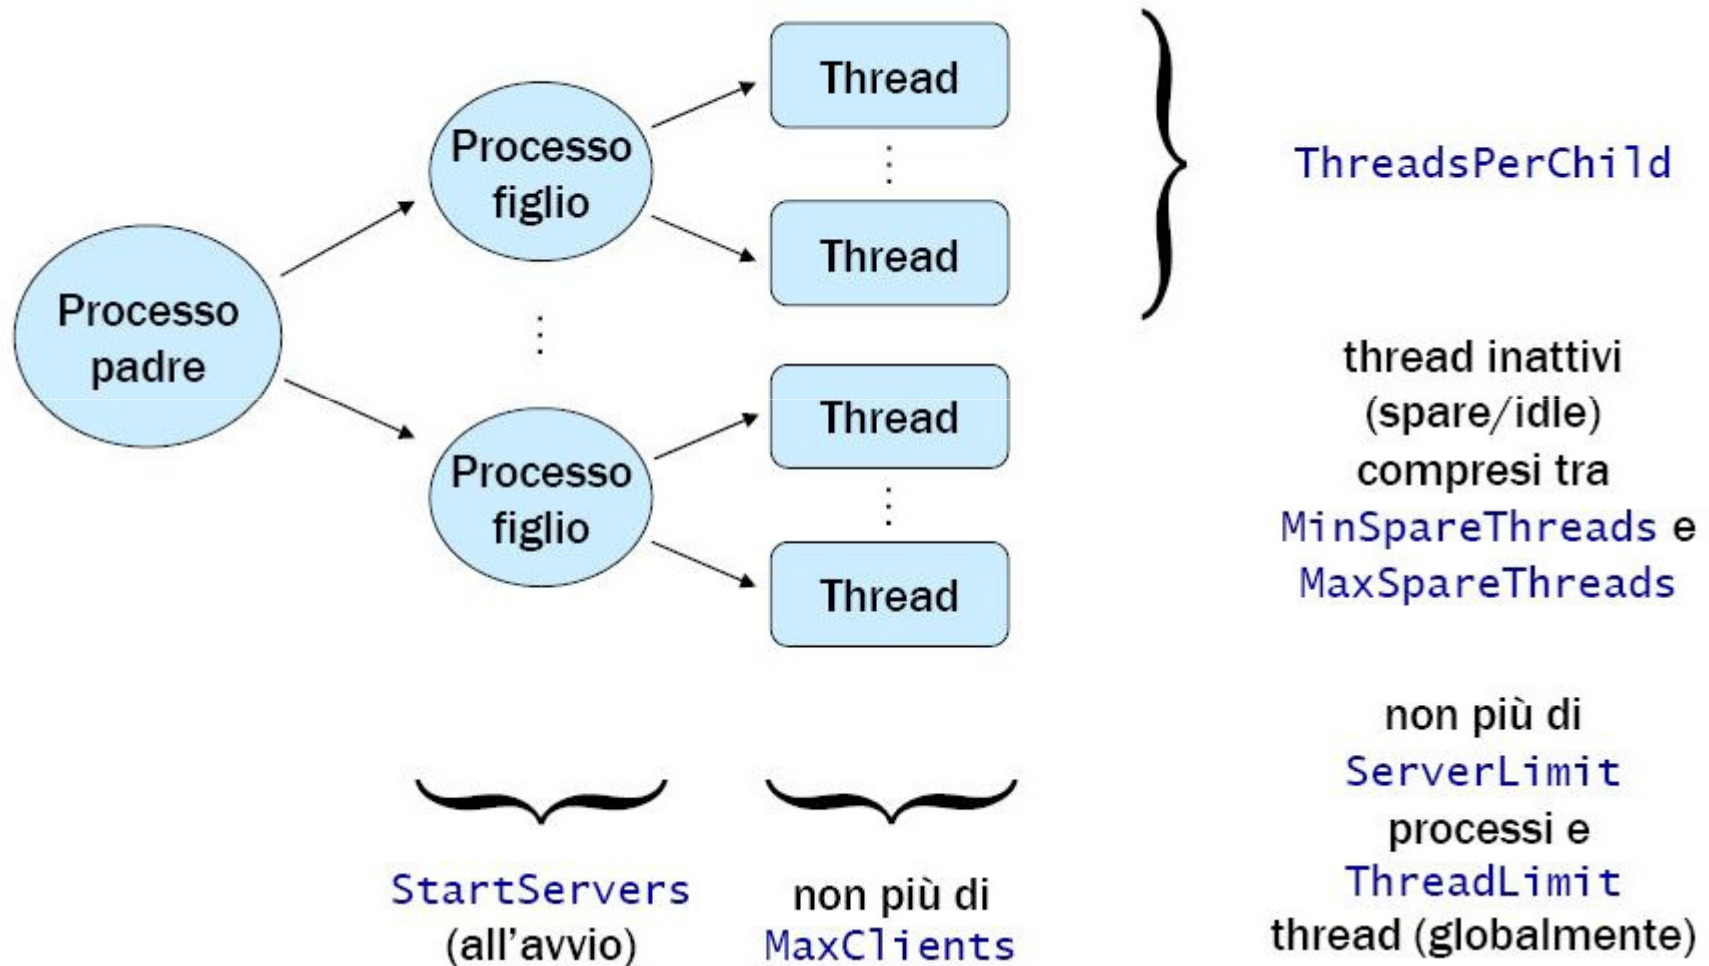 Thread
Processo
figlio
Thread
ThreadsPerChild
Processo
padre
Thread
Processo
figlio
Thread
thread inattivi
(spare/idle)
compresi tra
MinSpareThreads e
MaxSpareThreads
StartServers
(all'avvio)
non più di
MaxClients
non più di
ServerLimit
processi e
ThreadLimit
thread (globalmente)